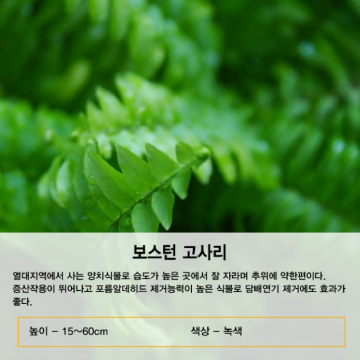 보스턴 고사리
열대지역에서 사는 양치식물로 습도가 높은 곳에서 잘 자라며 추위에 약한편이다.
증산작용이 뛰어나고 포름알데히드 제거능력이 높은 식물로 담배연기 제거에도 효과가
좋다.
높이 - 15~60cm 색상 - 녹색